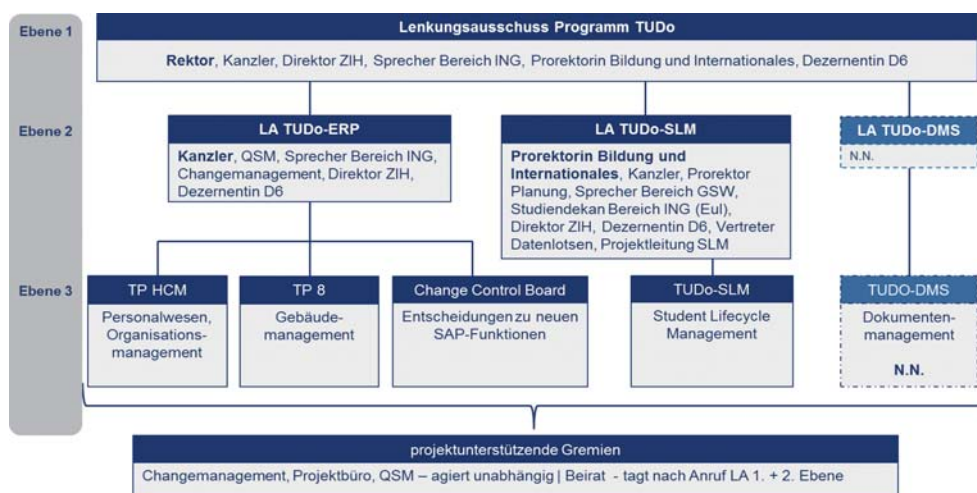 Ebene 1
Lenkungsausschuss Programm TUDo
Rektor, Kanzler, Direktor ZIH, Sprecher Bereich ING, Prorektorin Bildung und Internationales, Dezernentin D6
Ebene 2
LA TUDo-ERP
Kanzler, QSM, Sprecher Bereich ING,
Changemanagement, Direktor ZIH,
Dezernentin D6
LA TUDo-SLM
Prorektorin Bildung und
Internationales, Kanzler, Prorektor
Planung, Sprecher Bereich GSW,
Studiendekan Bereich ING (EuI),
Direktor ZIH, Dezernentin D6, Vertreter
Datenlotsen, Projektleitung SLM
LA TUDo-DMS
N.N.
Ebene 3
TP HCM
Personalwesen,
Organisations-
management
TP 8
Gebäude-
management
Change Control Board
Entscheidungen zu neuen
SAP-Funktionen
TUDo-SLM
Student Lifecycle
Management
TUDO-DMS
Dokumenten-
management
N.N.
projektunterstützende Gremien
Changemanagement, Projektbüro, QSM – agiert unabhängig | Beirat - tagt nach Anruf LA 1. + 2. Ebene